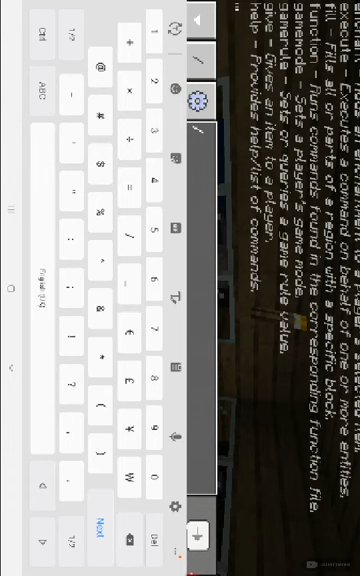 execute - Executes a command on behalf of one or more entities.
fill - Fills all or parts of a region with a specific block.
function - Runs commands found in the corresponding function file.
gamemode - Sets a player's game mode.
gamerule - Sets or queries a game rule value.
give - Gives an item to a player.
help - Provides help/list of commands.
/
1 2 3 4 5 6 7 8 9 0 Del
+ × ÷ = / _ € £ ¥ ₩
@ # $ % ^ & * ( ) Next
1/2 - ' " : ; ! ? , . 1/2
Ctrl ABC English (UK)